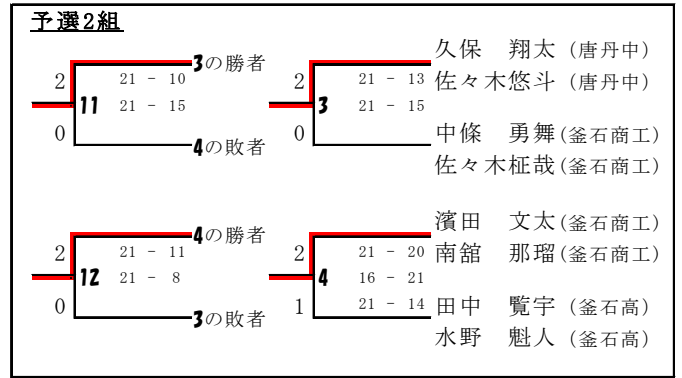 予選2組
3の勝者
2
21 - 10
11
21 - 15
0
4の敗者
久保 翔太 (唐丹中)
2
21 - 13
佐々木悠斗 (唐丹中)
3
21 - 15
0
中條 勇舞(釜石商工)
佐々木柾哉(釜石商工)
4の勝者
2
21 - 11
12
21 - 8
0
3の敗者
濱田 文太(釜石商工)
2
21 - 20
南舘 那瑠(釜石商工)
4
16 - 21
1
21 - 14
田中 覧宇 (釜石高)
水野 魁人 (釜石高)